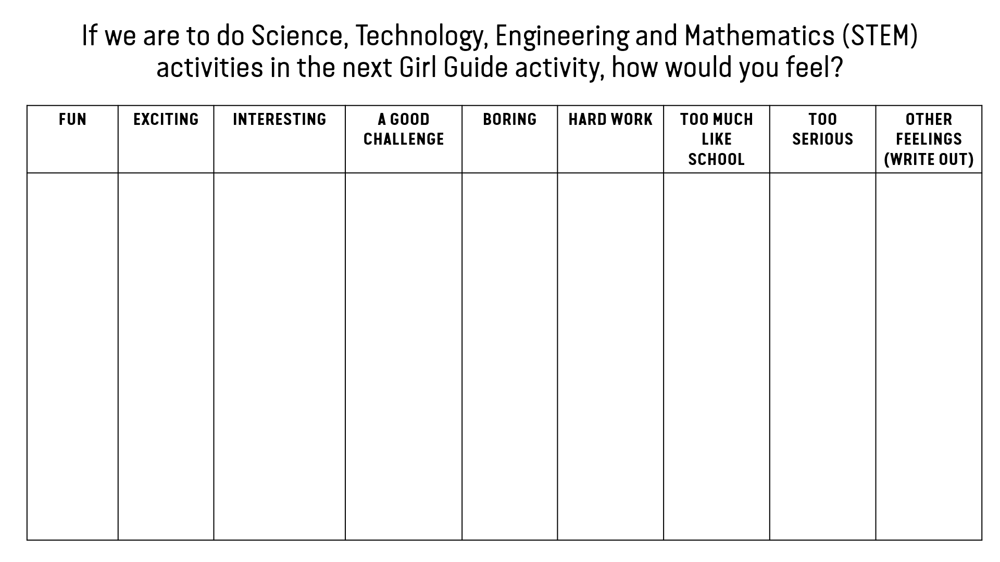 If we are to do Science, Technology, Engineering and Mathematics (STEM)
activities in the next Girl Guide activity, how would you feel?
FUN
EXCITING
INTERESTING
A GOOD
CHALLENGE
BORING
HARD WORK
TOO MUCH
LIKE
SCHOOL
TOO
SERIOUS
OTHER
FEELINGS
(WRITE OUT)